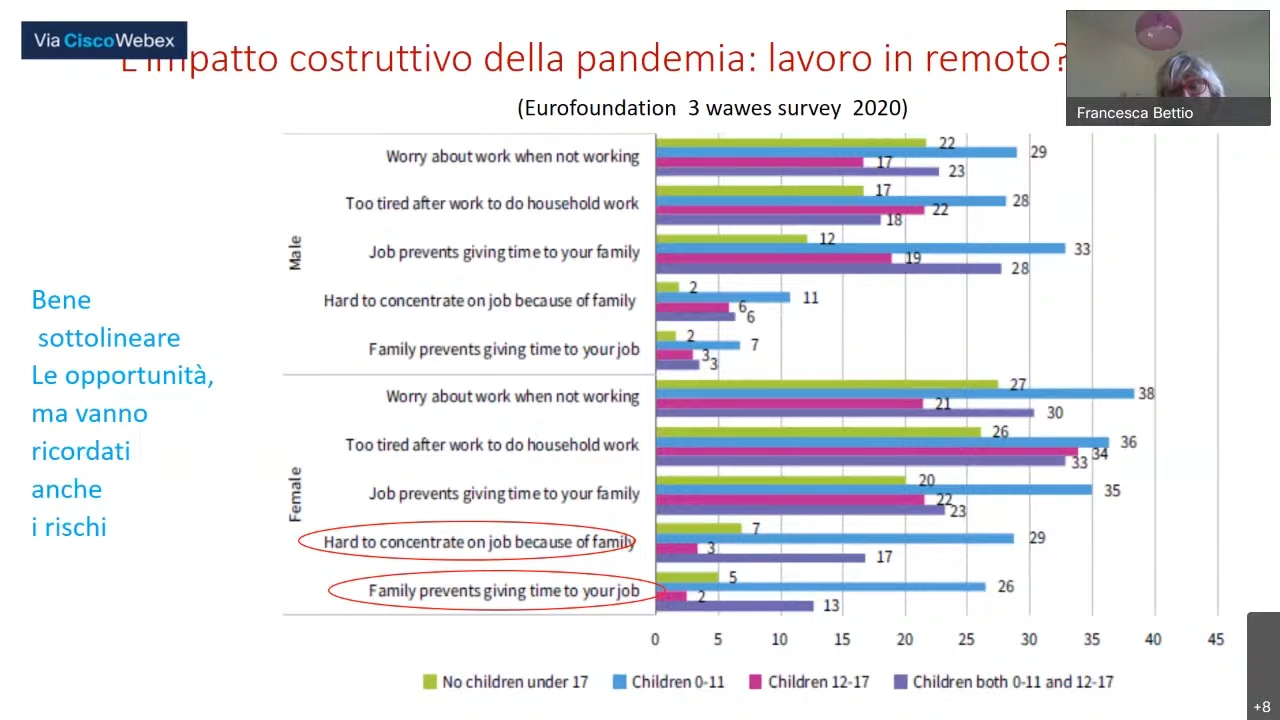 Via CiscoWebex
L'impatto costruttivo della pandemia: lavoro in remoto?
Francesca Bettio
(Eurofoundation 3 wawes survey 2020)
Bene
sottolineare
Le opportunità,
ma vanno
ricordati
anche
i rischi
Male
Worry about work when not working
22
29
17
23
Too tired after work to do household work
17
28
22
18
Job prevents giving time to your family
12
33
19
28
Hard to concentrate on job because of family
2
11
6
6
Family prevents giving time to your job
2
7
3
3
Female
Worry about work when not working
27
38
21
30
Too tired after work to do household work
26
36
34
33
Job prevents giving time to your family
20
35
22
23
Hard to concentrate on job because of family
7
29
3
17
Family prevents giving time to your job
5
26
2
13
0 5 10 15 20 25 30 35 40 45
No children under 17 Children 0-11 Children 12-17 Children both 0-11 and 12-17
+8